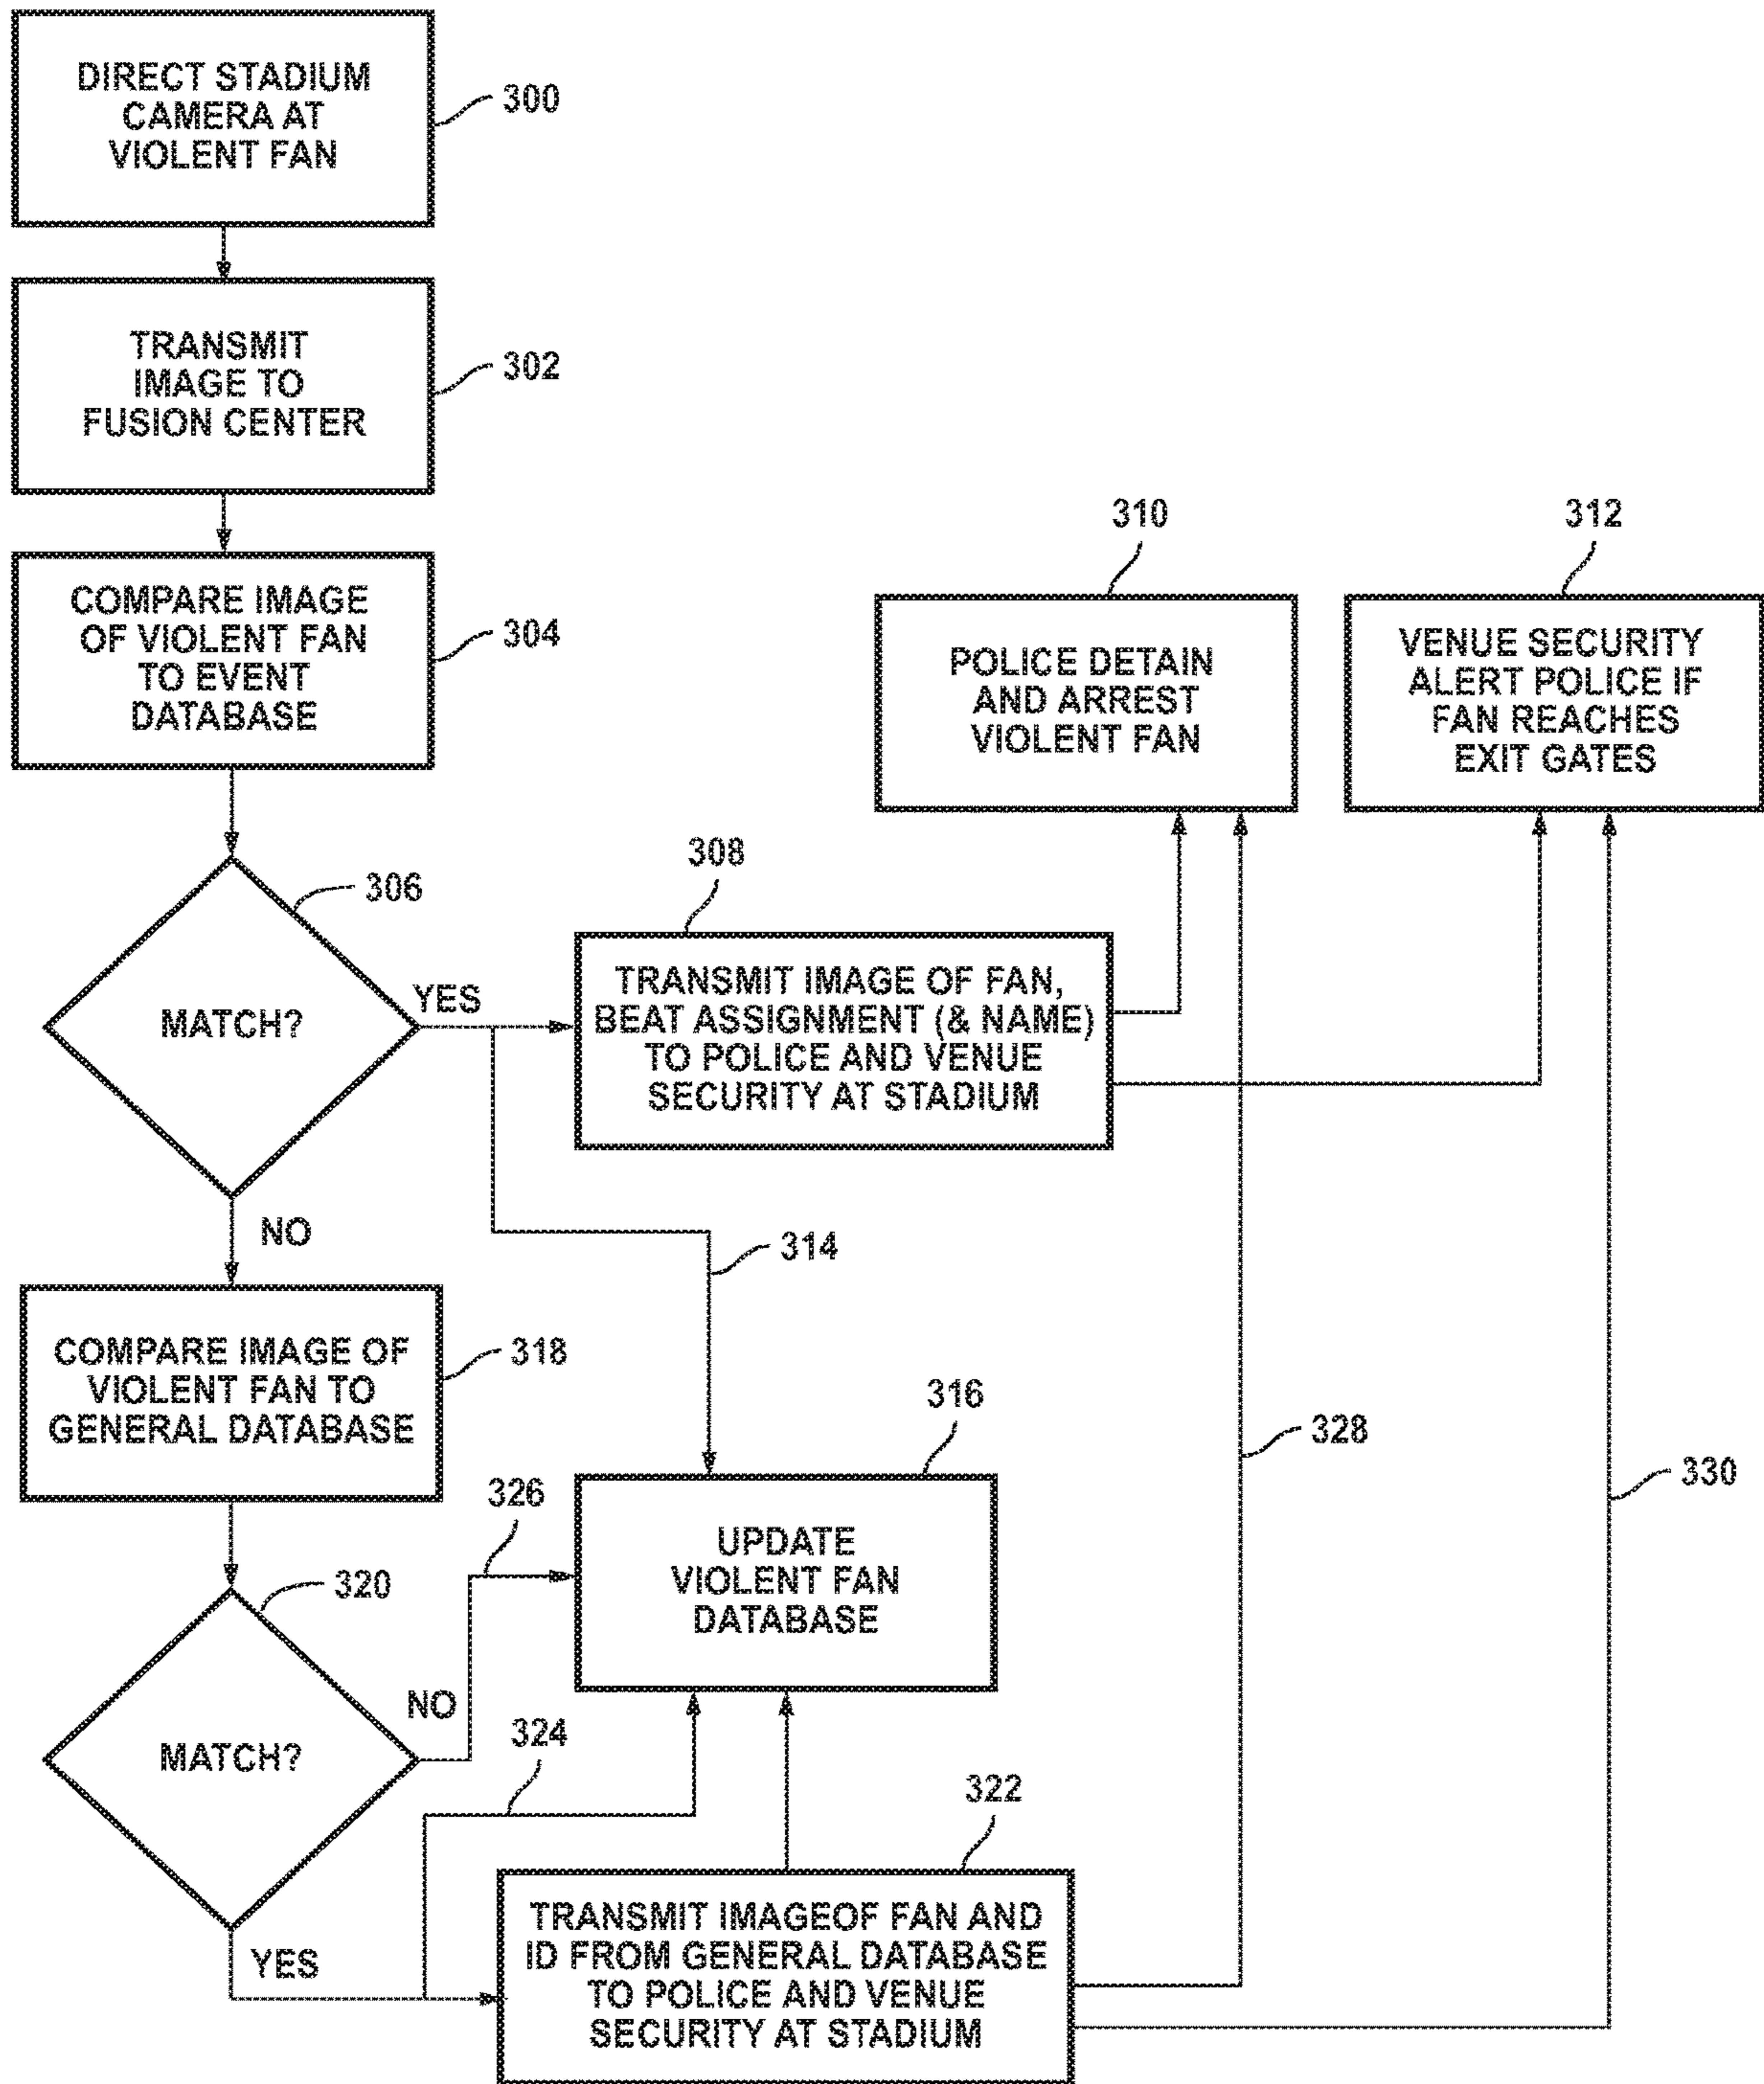 DIRECT STADIUM
CAMERA AT
VIOLENT FAN
300
TRANSMIT
IMAGE TO
FUSION CENTER
302
COMPARE IMAGE
OF VIOLENT FAN
TO EVENT
DATABASE
304
310
POLICE DETAIN
AND ARREST
VIOLENT FAN
312
VENUE SECURITY
ALERT POLICE IF
FAN REACHES
EXIT GATES
306
MATCH?
YES
NO
308
TRANSMIT IMAGE OF FAN,
BEAT ASSIGNMENT (& NAME)
TO POLICE AND VENUE
SECURITY AT STADIUM
314
COMPARE IMAGE OF
VIOLENT FAN TO
GENERAL DATABASE
318
316
UPDATE
VIOLENT FAN
DATABASE
326
328
330
320
MATCH?
NO
YES
324
322
TRANSMIT IMAGEOF FAN AND
ID FROM GENERAL DATABASE
TO POLICE AND VENUE
SECURITY AT STADIUM